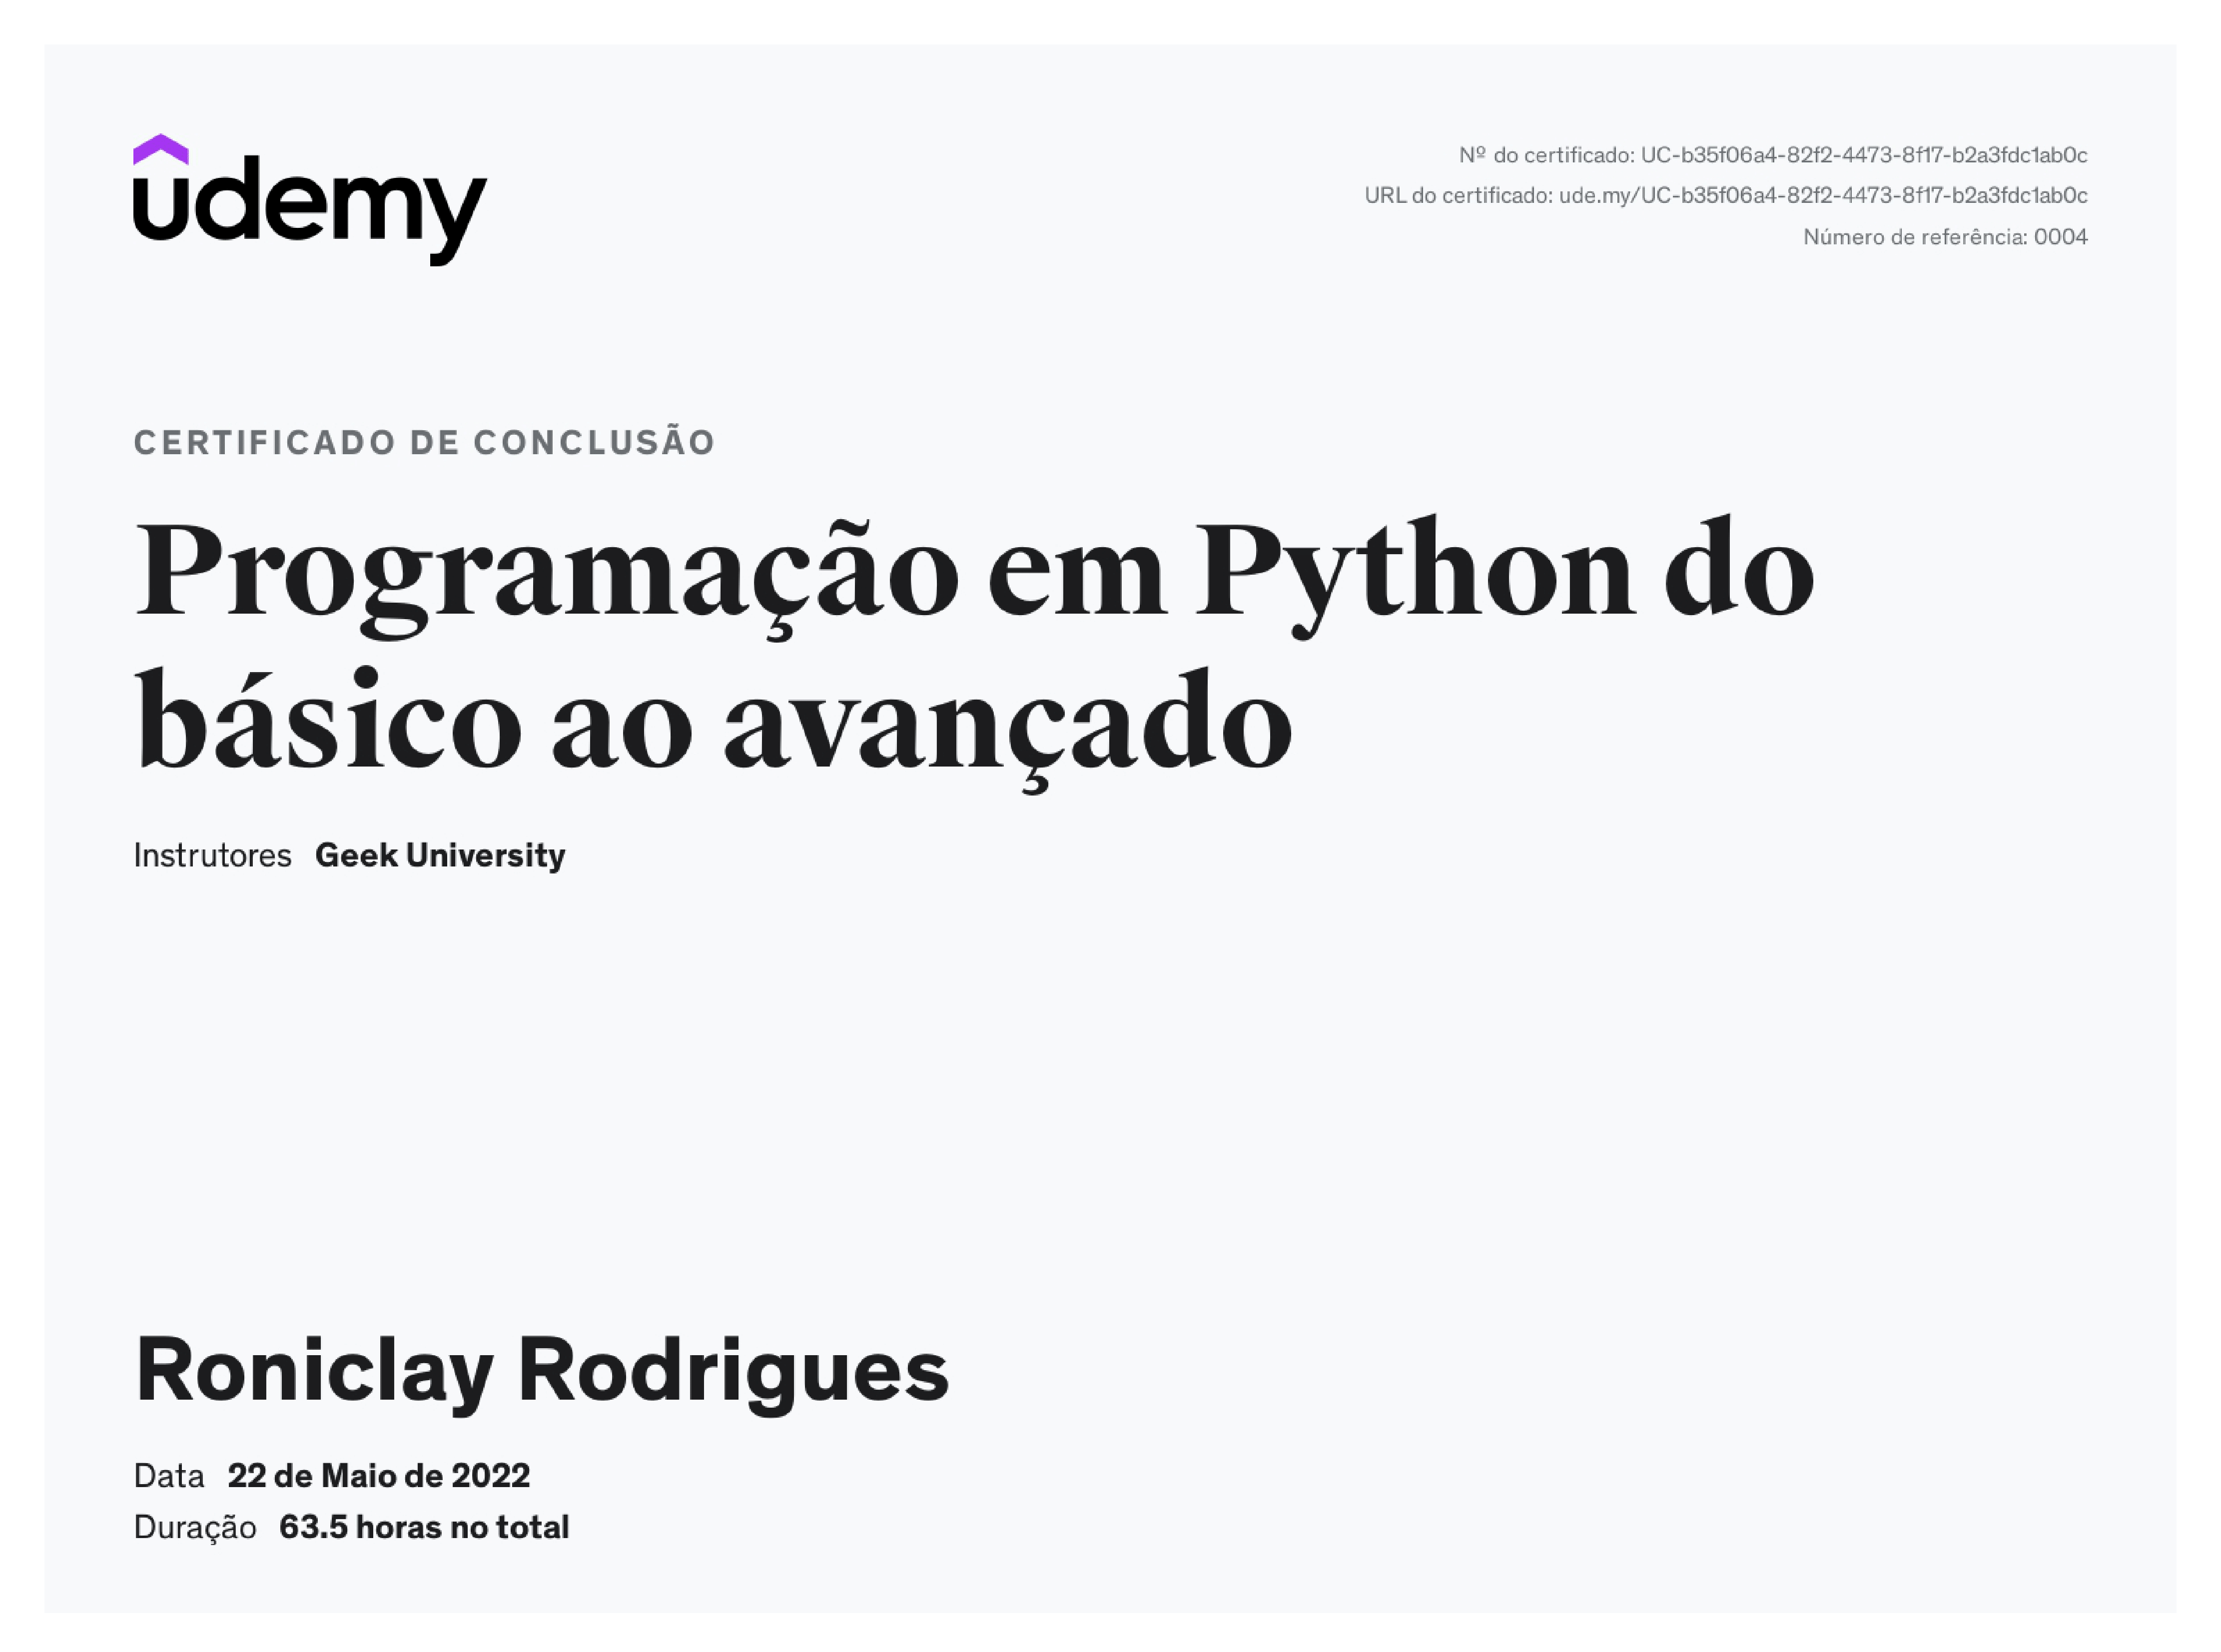 udemy
Nº do certificado: UC-b35f06a4-82f2-4473-8f17-b2a3fdc1ab0c
URL do certificado: ude.my/UC-b35f06a4-82f2-4473-8f17-b2a3fdc1ab0c
Número de referência: 0004
CERTIFICADO DE CONCLUSÃO
Programação em Python do
básico ao avançado
Instrutores Geek University
Roniclay Rodrigues
Data 22 de Maio de 2022
Duração 63.5 horas no total